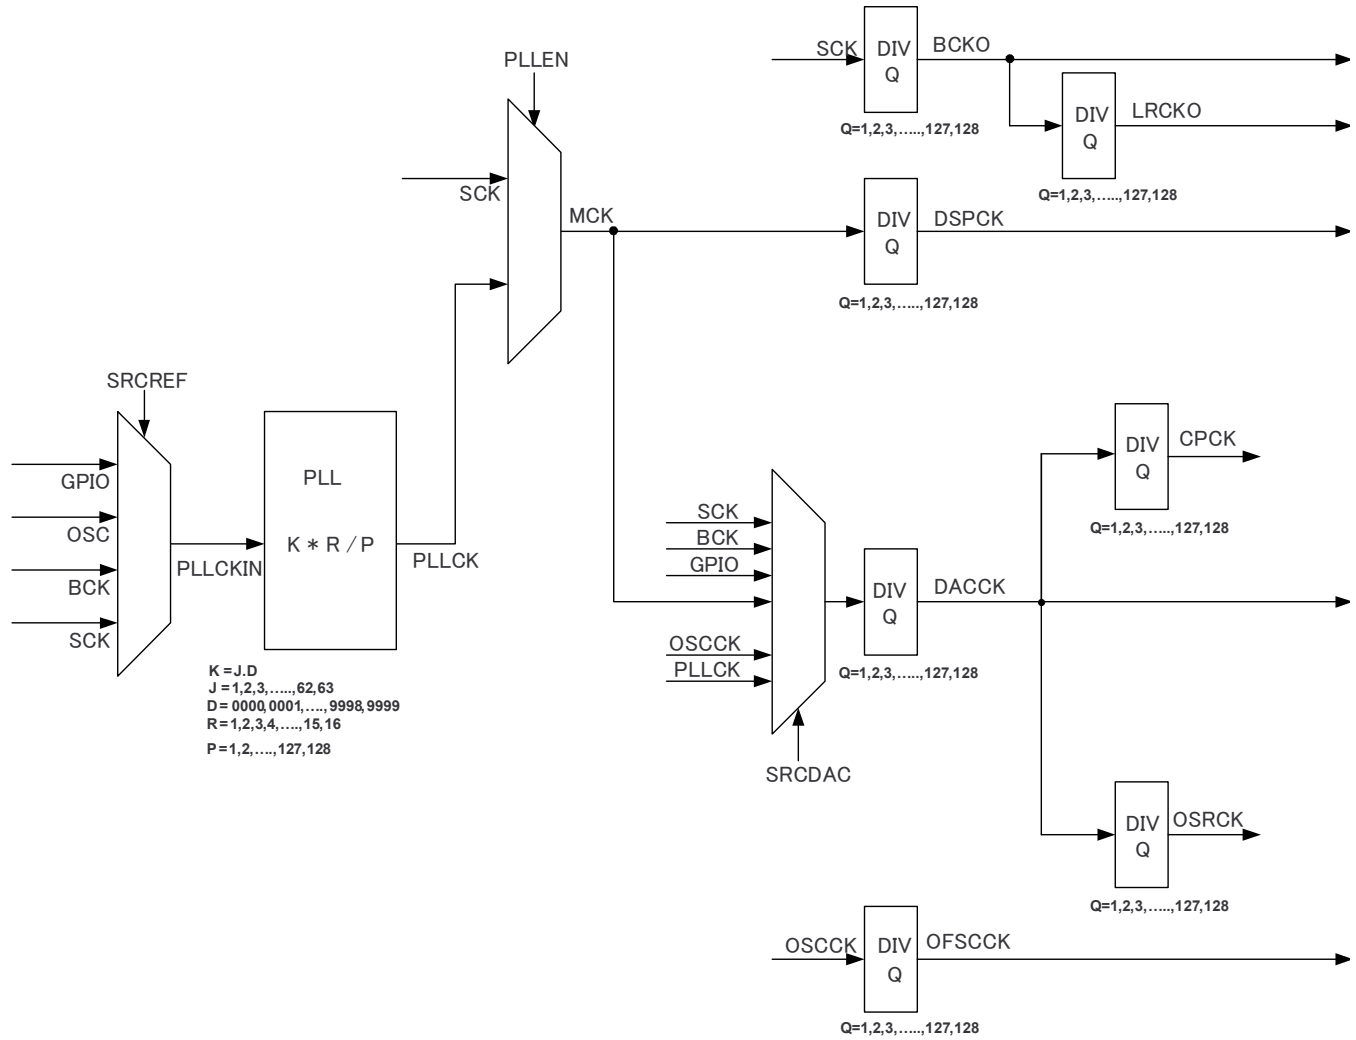 SCK
DIV
Q
BCKO
Q=1,2,3,.....,127,128
DIV
Q
LRCKO
Q=1,2,3,.....,127,128
PLLEN
SCK
MCK
DIV
Q
DSPCK
Q=1,2,3,.....,127,128
SRCREF
GPIO
OSC
BCK
SCK
PLLCKIN
PLL
K * R / P
PLLCK
K = J.D
J = 1,2,3,.....,62,63
D = 0000,0001,....,9998,9999
R = 1,2,3,4,....,15,16
P = 1,2,....,127,128
SCK
BCK
GPIO
OSCCK
PLLCK
SRCDAC
DIV
Q
DACCK
Q=1,2,3,.....,127,128
DIV
Q
CPCK
Q=1,2,3,.....,127,128
DIV
Q
OSRCK
Q=1,2,3,.....,127,128
OSCCK
DIV
Q
OFSCCK
Q=1,2,3,.....,127,128